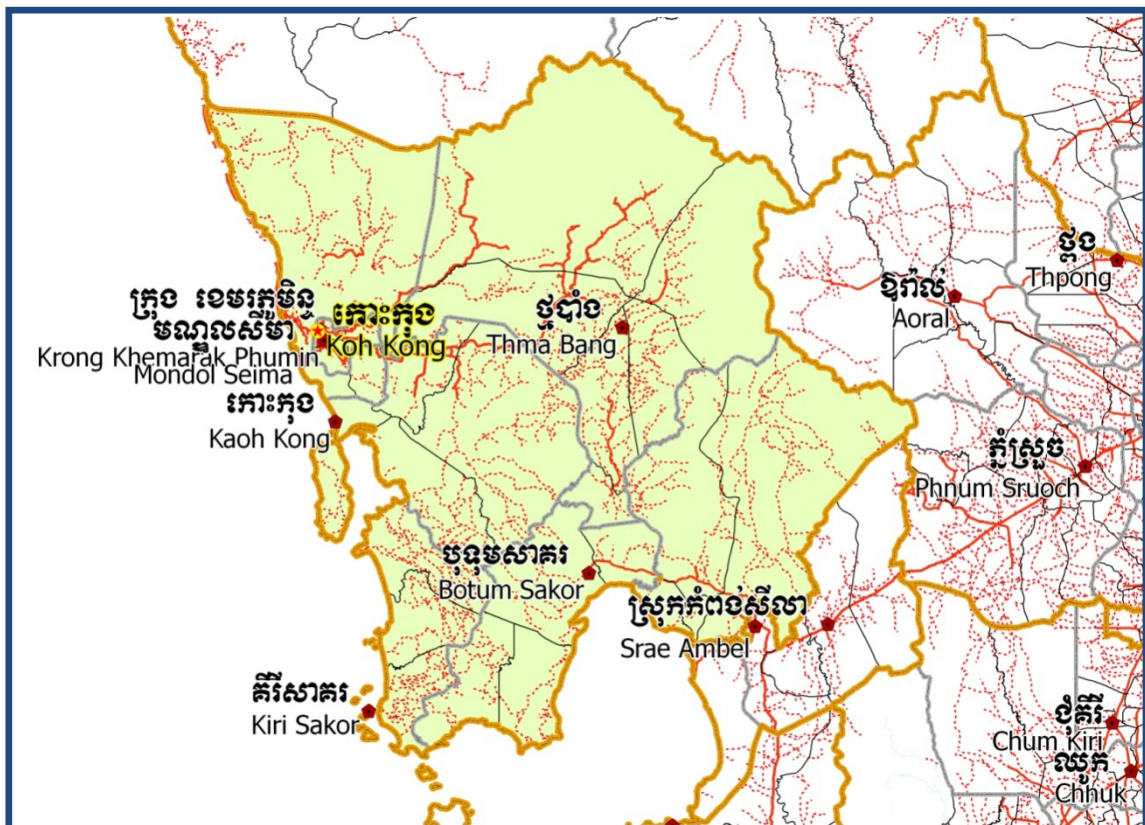 ថ្ពង
Thpong
ឱរ៉ាល់
Aoral
ក្រុង ខេមរភូមិន្ទ
មណ្ឌលសីមា
Krong Khemarak Phumin
Mondol Seima
កោះកុង
Koh Kong
ថ្មបាំង
Thma Bang
កោះកុង
Kaoh Kong
ភ្នំស្រួច
Phnum Sruoch
បុទុមសាគរ
Botum Sakor
ស្រុកកំពង់សីលា
Srae Ambel
គីរីសាគរ
Kiri Sakor
ជុំគិរី
Chum Kiri
ឈូក
Chhuk